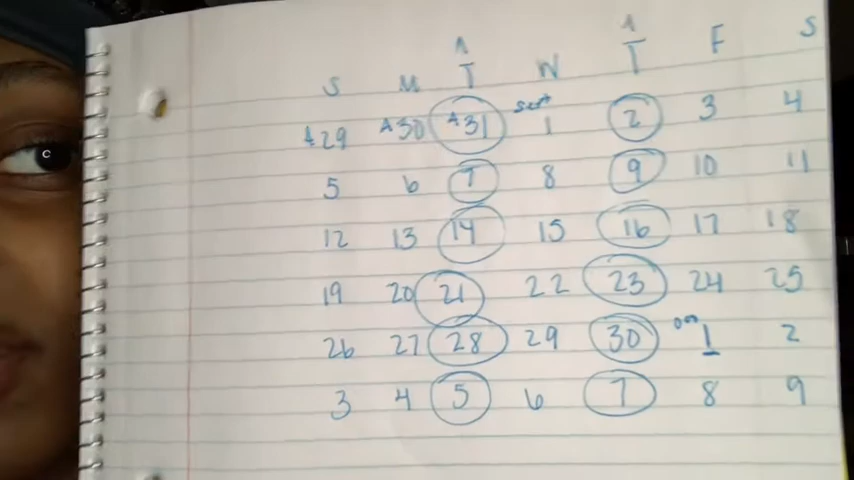 1 1
S M T W T F S
A29 A30 A31 Sept 1 2 3 4
5 6 7 8 9 10 11
12 13 14 15 16 17 18
19 20 21 22 23 24 25
26 27 28 29 30 1 2
3 4 5 6 7 8 9